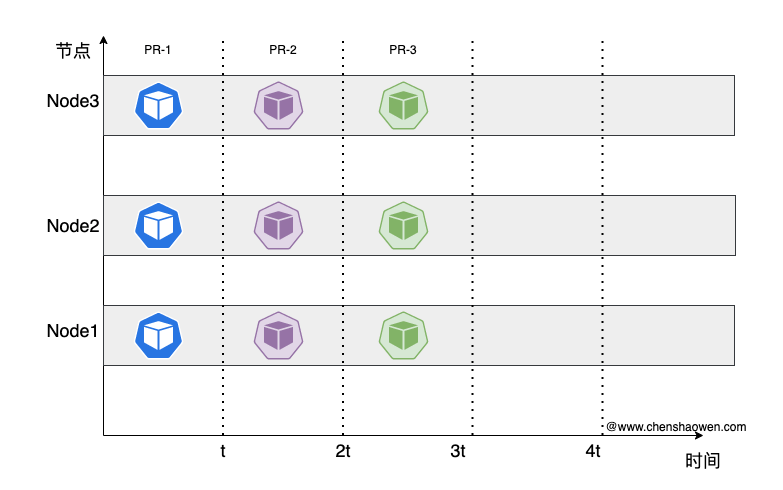 节点
PR-1
PR-2
PR-3
Node3
Node2
Node1
@www.chenshaowen.com
t
2t
3t
4t
时间